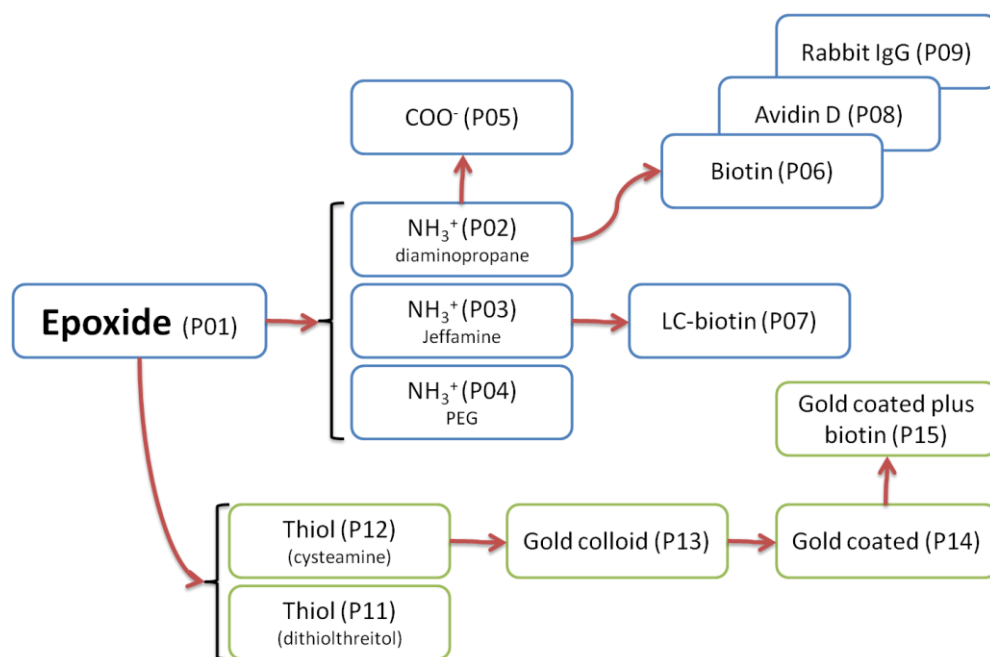 Rabbit IgG (P09)
COO⁻ (P05)
Avidin D (P08)
Biotin (P06)
NH₃⁺ (P02)
diaminopropane
Epoxide (P01)
NH₃⁺ (P03)
Jeffamine
LC-biotin (P07)
NH₃⁺ (P04)
PEG
Gold coated plus
biotin (P15)
Thiol (P12)
(cysteamine)
Gold colloid (P13)
Gold coated (P14)
Thiol (P11)
(dithiolthreitol)